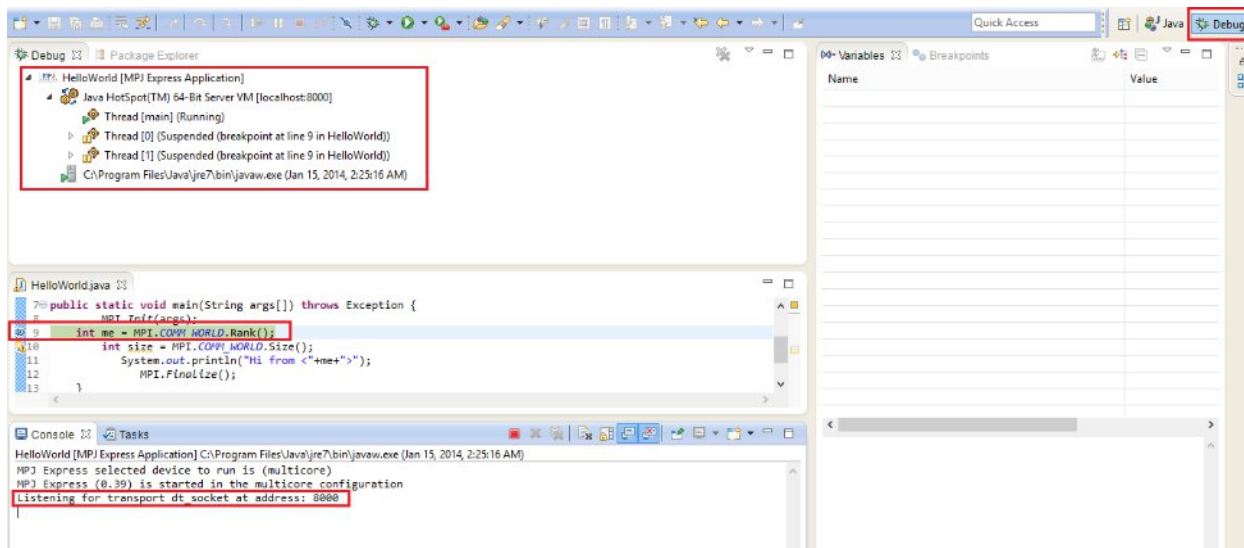 Quick Access
Java
Debug
Debug
Package Explorer
HelloWorld [MPJ Express Application]
Java HotSpot(TM) 64-Bit Server VM [localhost:8000]
Thread [main] (Running)
Thread [0] (Suspended (breakpoint at line 9 in HelloWorld))
Thread [1] (Suspended (breakpoint at line 9 in HelloWorld))
C:\Program Files\Java\jre7\bin\javaw.exe (Jan 15, 2014, 2:25:16 AM)
Variables
Breakpoints
Name Value
HelloWorld.java
7 public static void main(String args[]) throws Exception {
8 MPI.Init(args);
9 int me = MPI.COMM_WORLD.Rank();
10 int size = MPI.COMM_WORLD.Size();
11 System.out.println("Hi from <"+me+">");
12 MPI.Finalize();
13 }
Console
Tasks
HelloWorld [MPJ Express Application] C:\Program Files\Java\jre7\bin\javaw.exe (Jan 15, 2014, 2:25:16 AM)
MPJ Express selected device to run is (multicore)
MPJ Express (0.39) is started in the multicore configuration
Listening for transport dt_socket at address: 8000